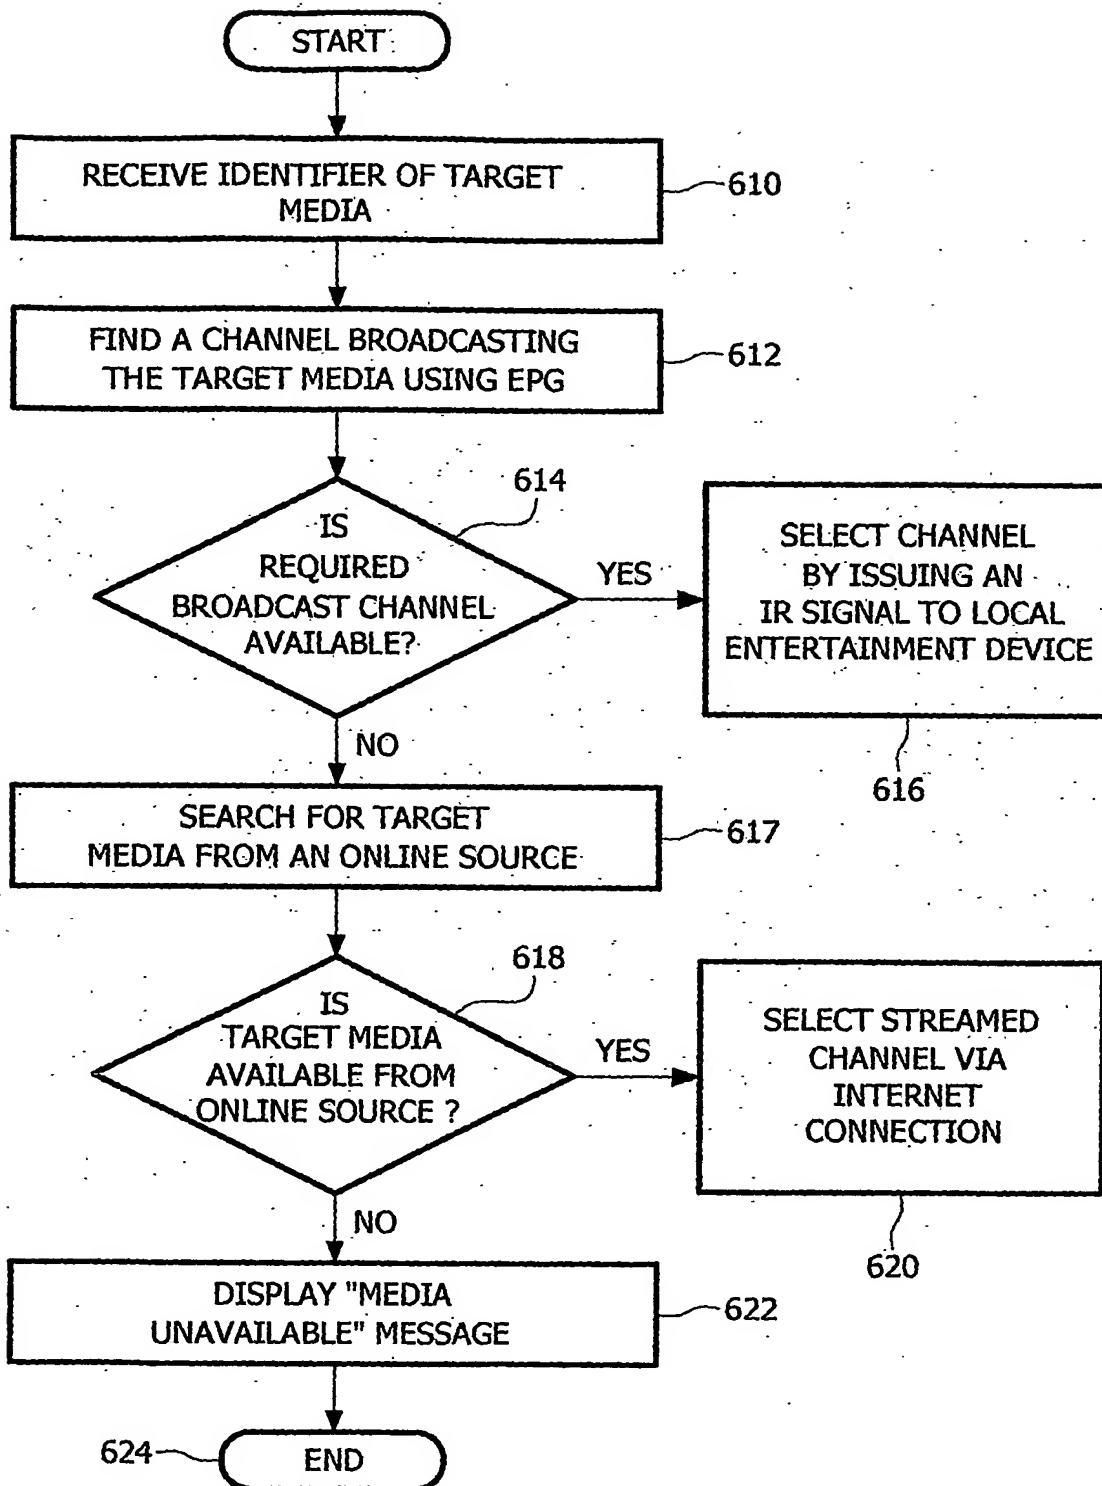 START
RECEIVE IDENTIFIER OF TARGET
MEDIA
610
FIND A CHANNEL BROADCASTING
THE TARGET MEDIA USING EPG
612
614
IS
REQUIRED
BROADCAST CHANNEL
AVAILABLE?
YES
SELECT CHANNEL
BY ISSUING AN
IR SIGNAL TO LOCAL
ENTERTAINMENT DEVICE
616
NO
SEARCH FOR TARGET
MEDIA FROM AN ONLINE SOURCE
617
618
IS
TARGET MEDIA
AVAILABLE FROM
ONLINE SOURCE ?
YES
SELECT STREAMED
CHANNEL VIA
INTERNET
CONNECTION
620
NO
DISPLAY "MEDIA
UNAVAILABLE" MESSAGE
622
624
END